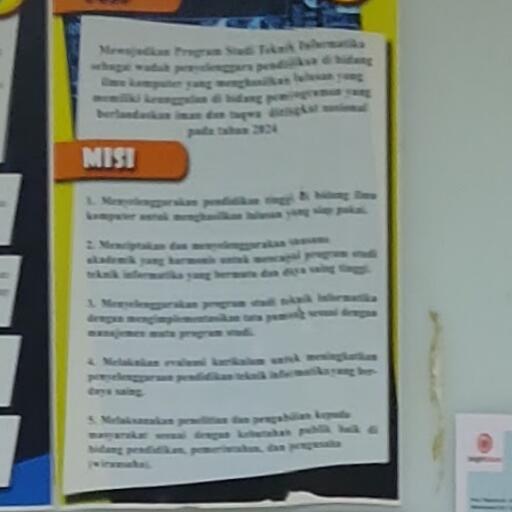 Mewujudkan Program Studi Teknik Informatika
sebagai wadah penyelenggara pendidikan di bidang
ilmu komputer yang menghasilkan lulusan yang
memiliki keunggulan di bidang pemrograman yang
berlandaskan iman dan taqwa ditingkat nasional
pada tahun 2024
MISI
1. Menyelenggarakan pendidikan tinggi di bidang ilmu
komputer untuk menghasilkan lulusan yang siap pakai.
2. Menciptakan dan menyelenggarakan suasana
akademik yang harmonis untuk mencapai program studi
teknik informatika yang bermutu dan daya saing tinggi.
3. Menyelenggarakan program studi teknik informatika
dengan mengimplementasikan tata pamong sesuai dengan
manajemen mutu program studi.
4. Melakukan evaluasi kurikulum untuk meningkatkan
penyelenggaraan pendidikan teknik informatika yang ber-
daya saing.
5. Melaksanakan penelitian dan pengabdian kepada
masyarakat sesuai dengan kebutuhan publik baik di
bidang pendidikan, pemerintahan, dan pengusaha
(wirausaha).